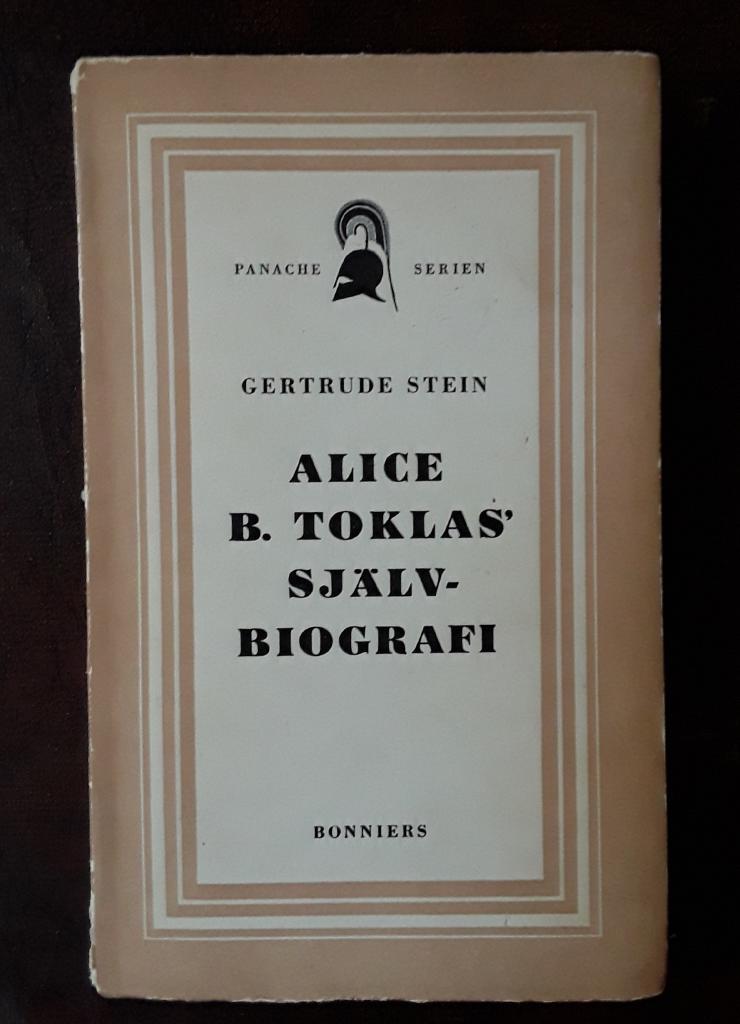 PANACHE SERIEN
GERTRUDE STEIN
ALICE
B. TOKLAS’
SJÄLV-
BIOGRAFI
BONNIERS